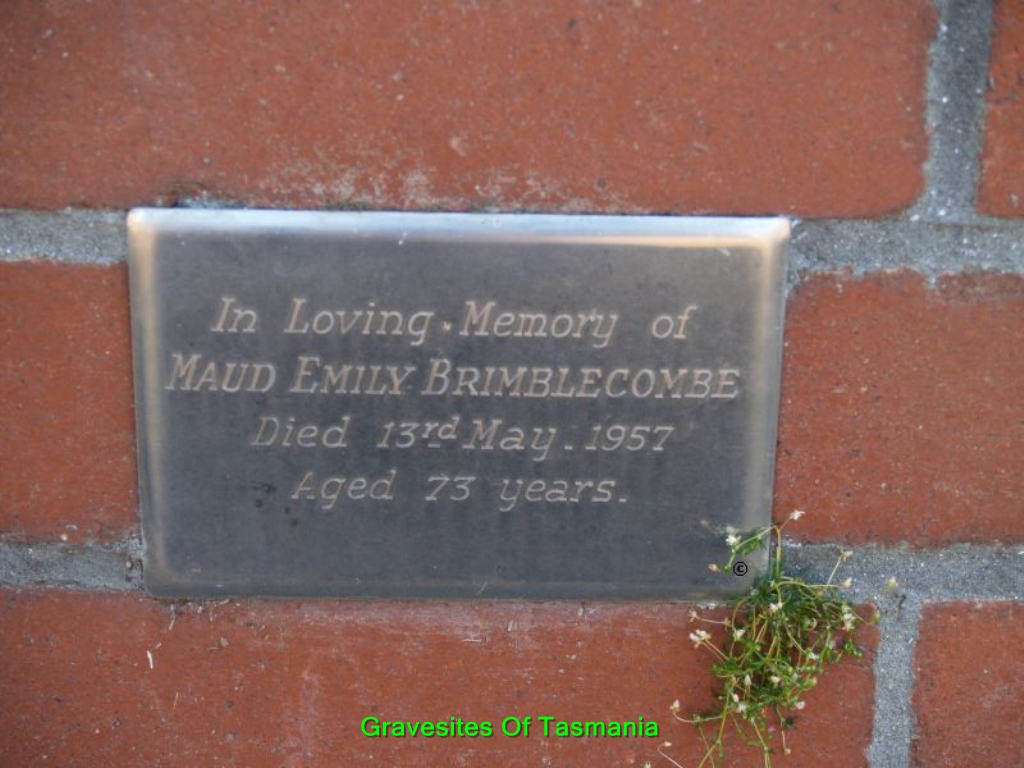 In Loving Memory of
MAUD EMILY BRIMBLECOMBE
Died 13rd May. 1957
Aged 73 years.
©
Gravesites Of Tasmania